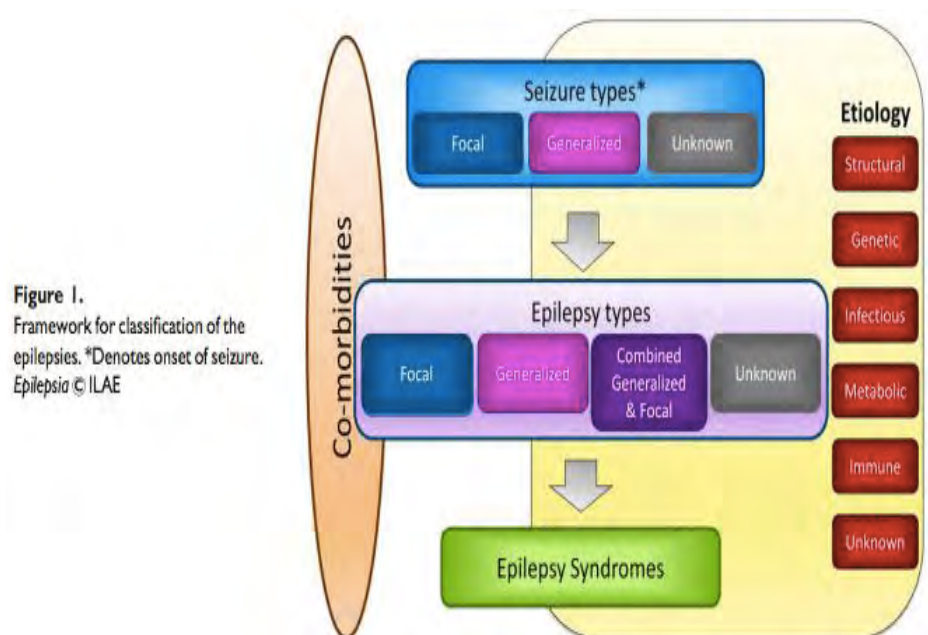 Figure 1.
Framework for classification of the
epilepsies. *Denotes onset of seizure.
Epilepsia © ILAE
Co-morbidities
Seizure types*
Focal
Generalized
Unknown
Epilepsy types
Focal
Generalized
Combined
Generalized
& Focal
Unknown
Epilepsy Syndromes
Etiology
Structural
Genetic
Infectious
Metabolic
Immune
Unknown